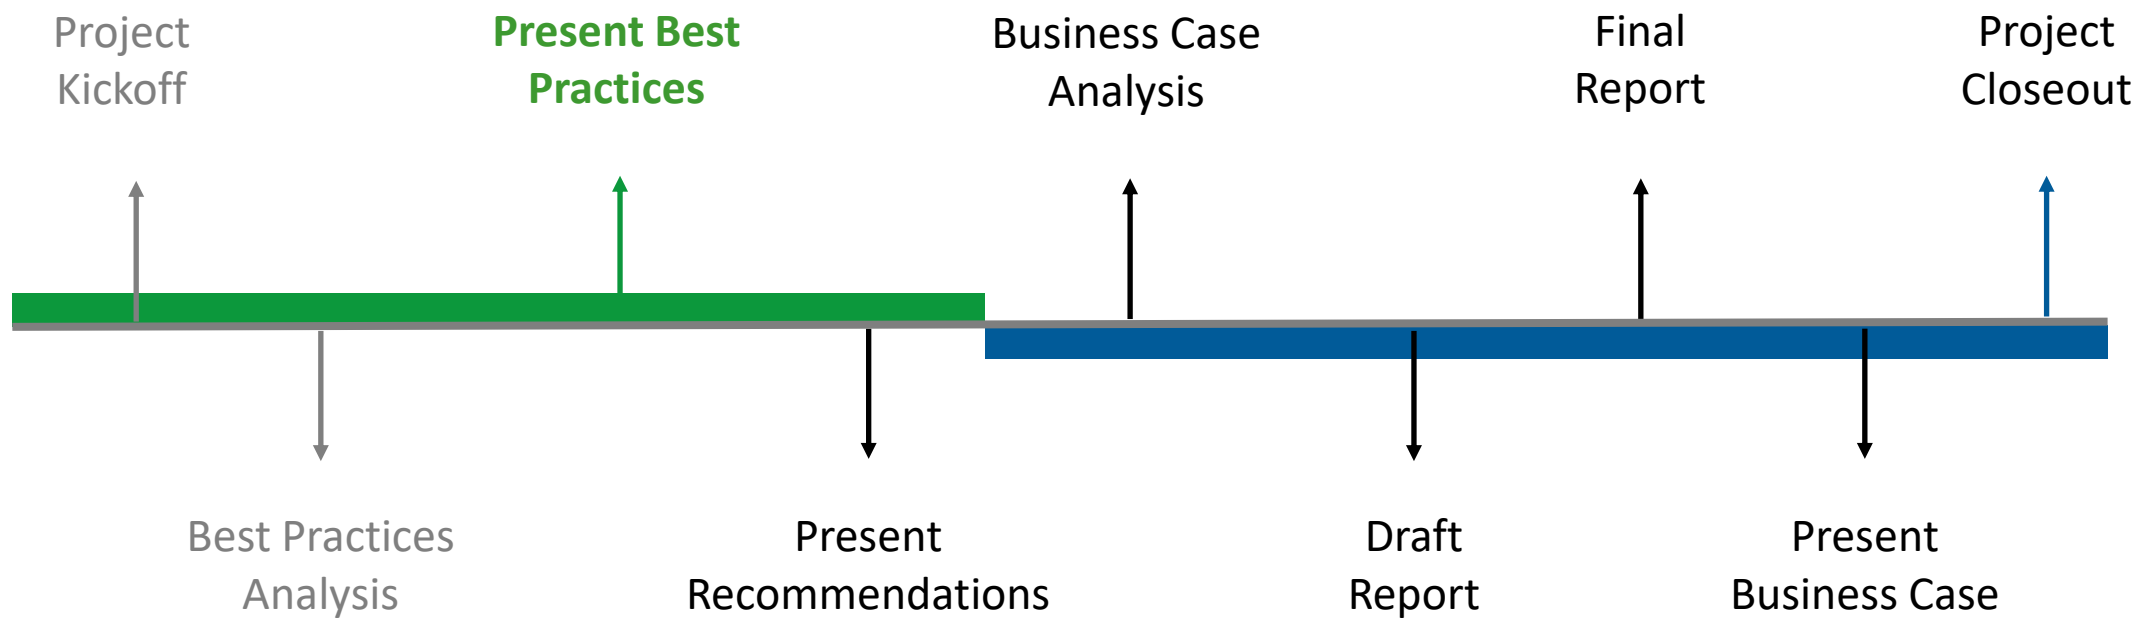 Project
Kickoff
Present Best
Practices
Business Case
Analysis
Final
Report
Project
Closeout
Best Practices
Analysis
Present
Recommendations
Draft
Report
Present
Business Case